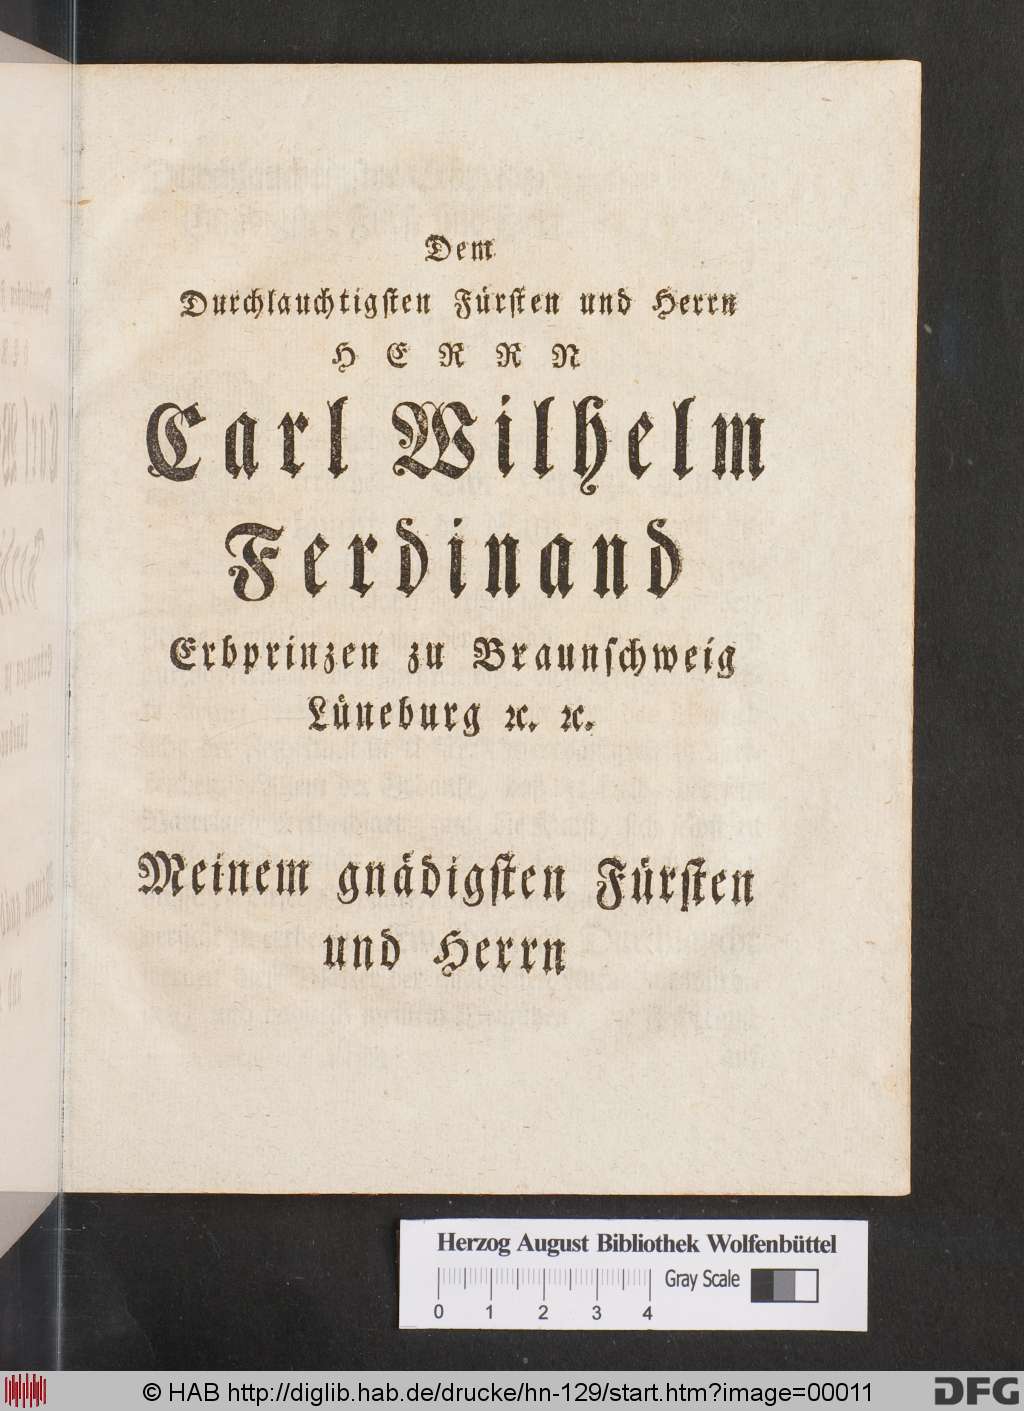 Dem
Durchlauchtigſten Fürſten und Herrn
HERRN
Carl Wilhelm
Ferdinand
Erbprinzen zu Braunſchweig
Lüneburg ꝛc. ꝛc.
Meinem gnädigſten Fürſten
und Herrn
Herzog August Bibliothek Wolfenbüttel
Gray Scale
0 1 2 3 4
© HAB http://diglib.hab.de/drucke/hn-129/start.htm?image=00011
DFG